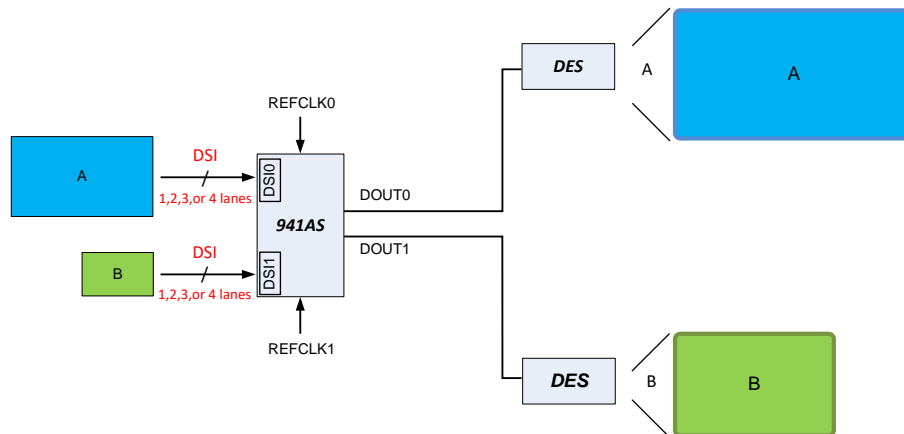 DES
A
A
REFCLK0
A
DSI
1,2,3,or 4 lanes
DSI0
DOUT0
941AS
DOUT1
B
DSI
1,2,3,or 4 lanes
DSI1
REFCLK1
DES
B
B